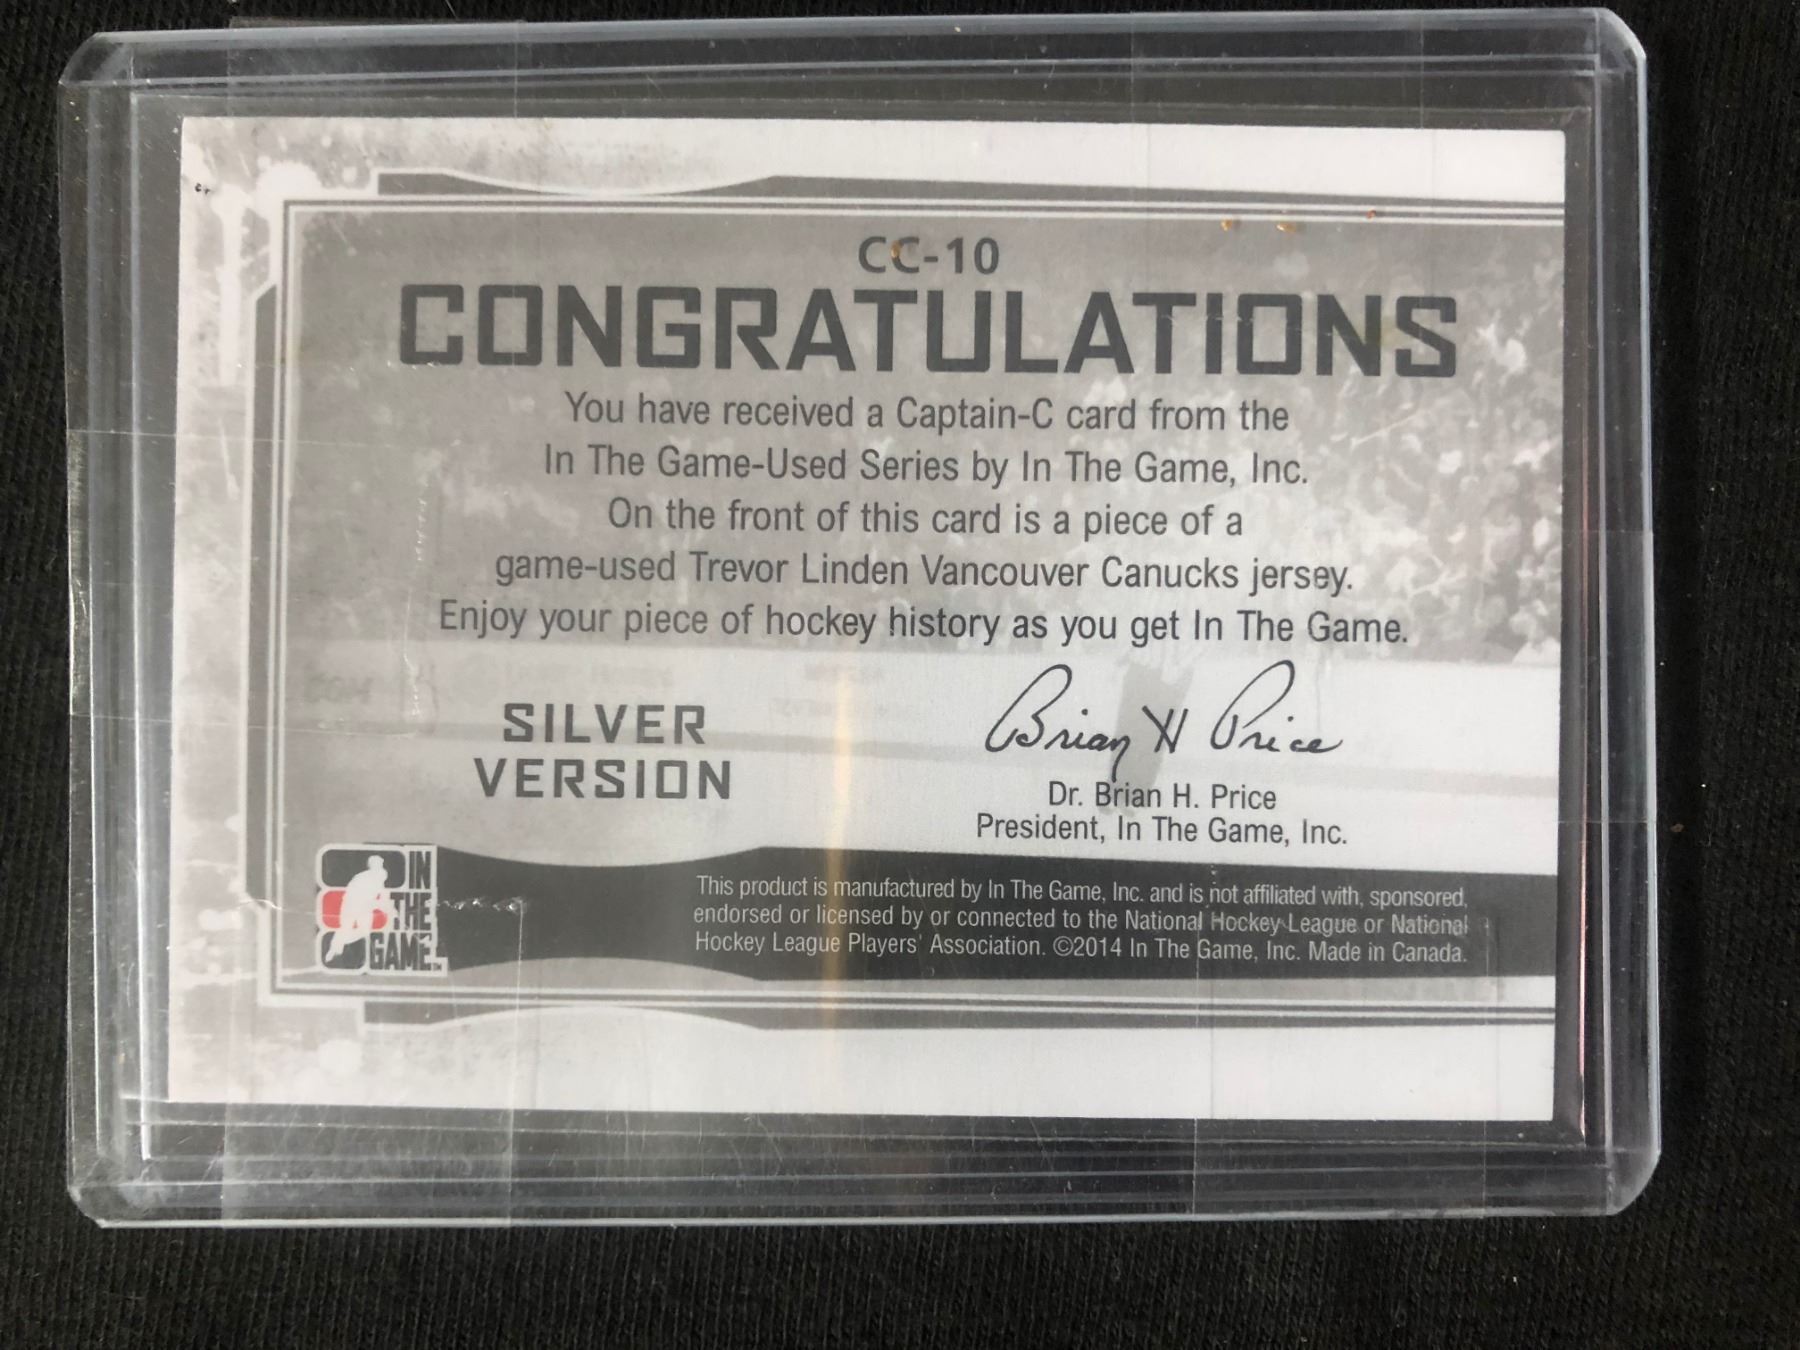 CC-10
CONGRATULATIONS
You have received a Captain-C card from the
In The Game-Used Series by In The Game, Inc.
On the front of this card is a piece of a
game-used Trevor Linden Vancouver Canucks jersey.
Enjoy your piece of hockey history as you get In The Game.
SILVER
VERSION
Brian H Price
Dr. Brian H. Price
President, In The Game, Inc.
IN
THE
GAME™
This product is manufactured by In The Game, Inc. and is not affiliated with, sponsored,
endorsed or licensed by or connected to the National Hockey League or National
Hockey League Players' Association. ©2014 In The Game, Inc. Made in Canada.